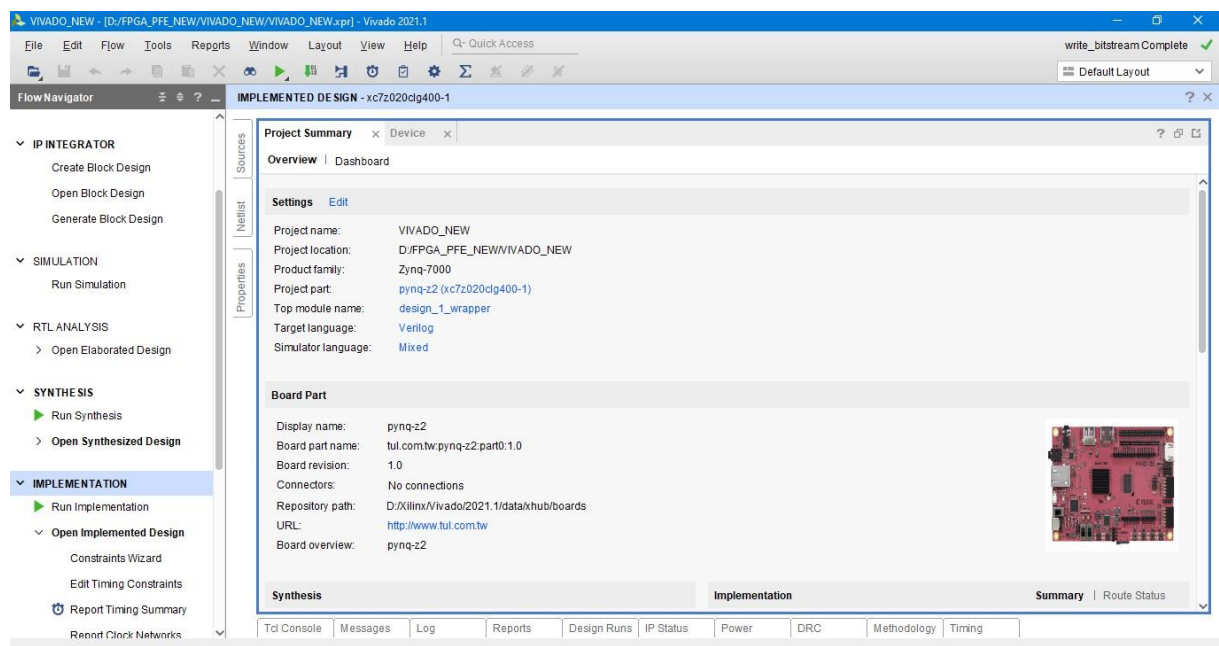 VIVADO_NEW - [D:/FPGA_PFE_NEW/VIVADO_NEW/VIVADO_NEW.xpr] - Vivado 2021.1
File Edit Flow Tools Reports Window Layout View Help Quick Access write_bitstream Complete
Default Layout
Flow Navigator
IMPLEMENTED DESIGN - xc7z020clg400-1
IP INTEGRATOR
Create Block Design
Open Block Design
Generate Block Design
SIMULATION
Run Simulation
RTL ANALYSIS
Open Elaborated Design
SYNTHESIS
Run Synthesis
Open Synthesized Design
IMPLEMENTATION
Run Implementation
Open Implemented Design
Constraints Wizard
Edit Timing Constraints
Report Timing Summary
Report Clock Networks
Sources
Netlist
Properties
Project Summary Device
Overview | Dashboard
Settings Edit
Project name: VIVADO_NEW
Project location: D:/FPGA_PFE_NEW/VIVADO_NEW
Product family: Zynq-7000
Project part: pynq-z2 (xc7z020clg400-1)
Top module name: design_1_wrapper
Target language: Verilog
Simulator language: Mixed
Board Part
Display name: pynq-z2
Board part name: tul.com.tw:pynq-z2:part0:1.0
Board revision: 1.0
Connectors: No connections
Repository path: D:/Xilinx/Vivado/2021.1/data/xhub/boards
URL: http://www.tul.com.tw
Board overview: pynq-z2
Synthesis
Implementation Summary | Route Status
Tcl Console Messages Log Reports Design Runs IP Status Power DRC Methodology Timing